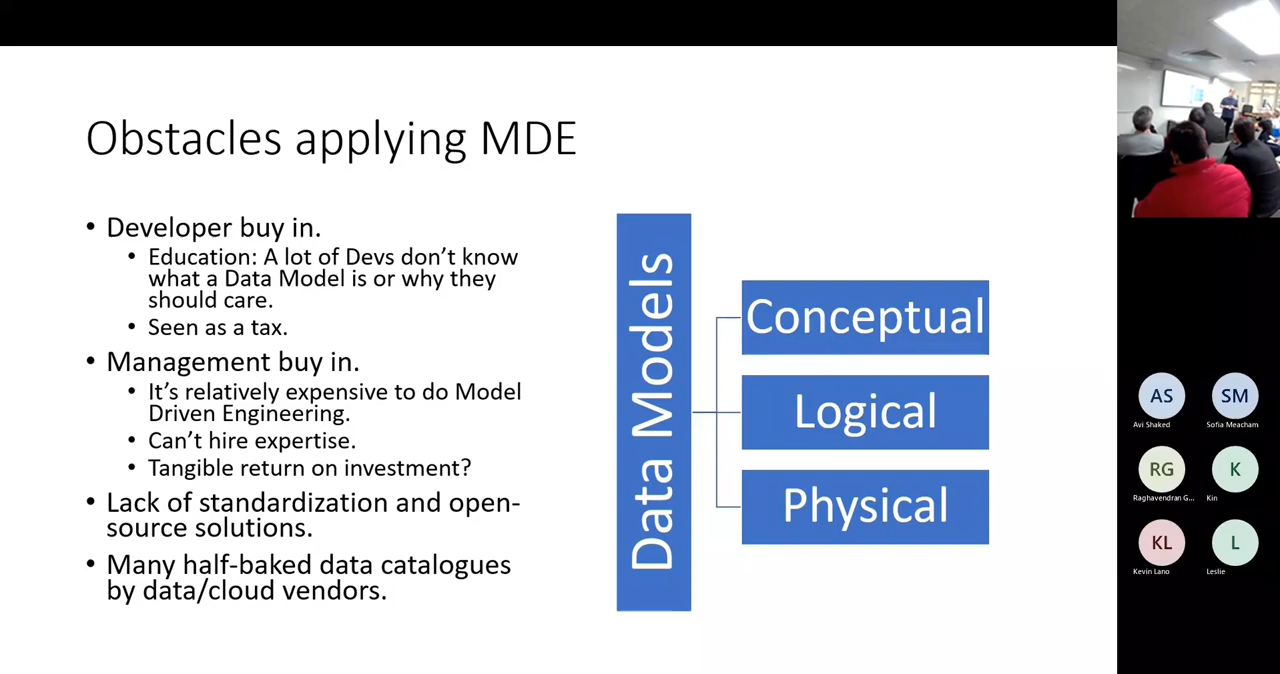 Obstacles applying MDE
• Developer buy in.
• Education: A lot of Devs don’t know
what a Data Model is or why they
should care.
• Seen as a tax.
• Management buy in.
• It’s relatively expensive to do Model
Driven Engineering.
• Can’t hire expertise.
• Tangible return on investment?
• Lack of standardization and open-
source solutions.
• Many half-baked data catalogues
by data/cloud vendors.
Data Models
Conceptual
Logical
Physical
AS
Avi Shaked
SM
Sofia Meacham
RG
Raghavendran G...
K
Kin
KL
Kevin Lano
L
Leslie